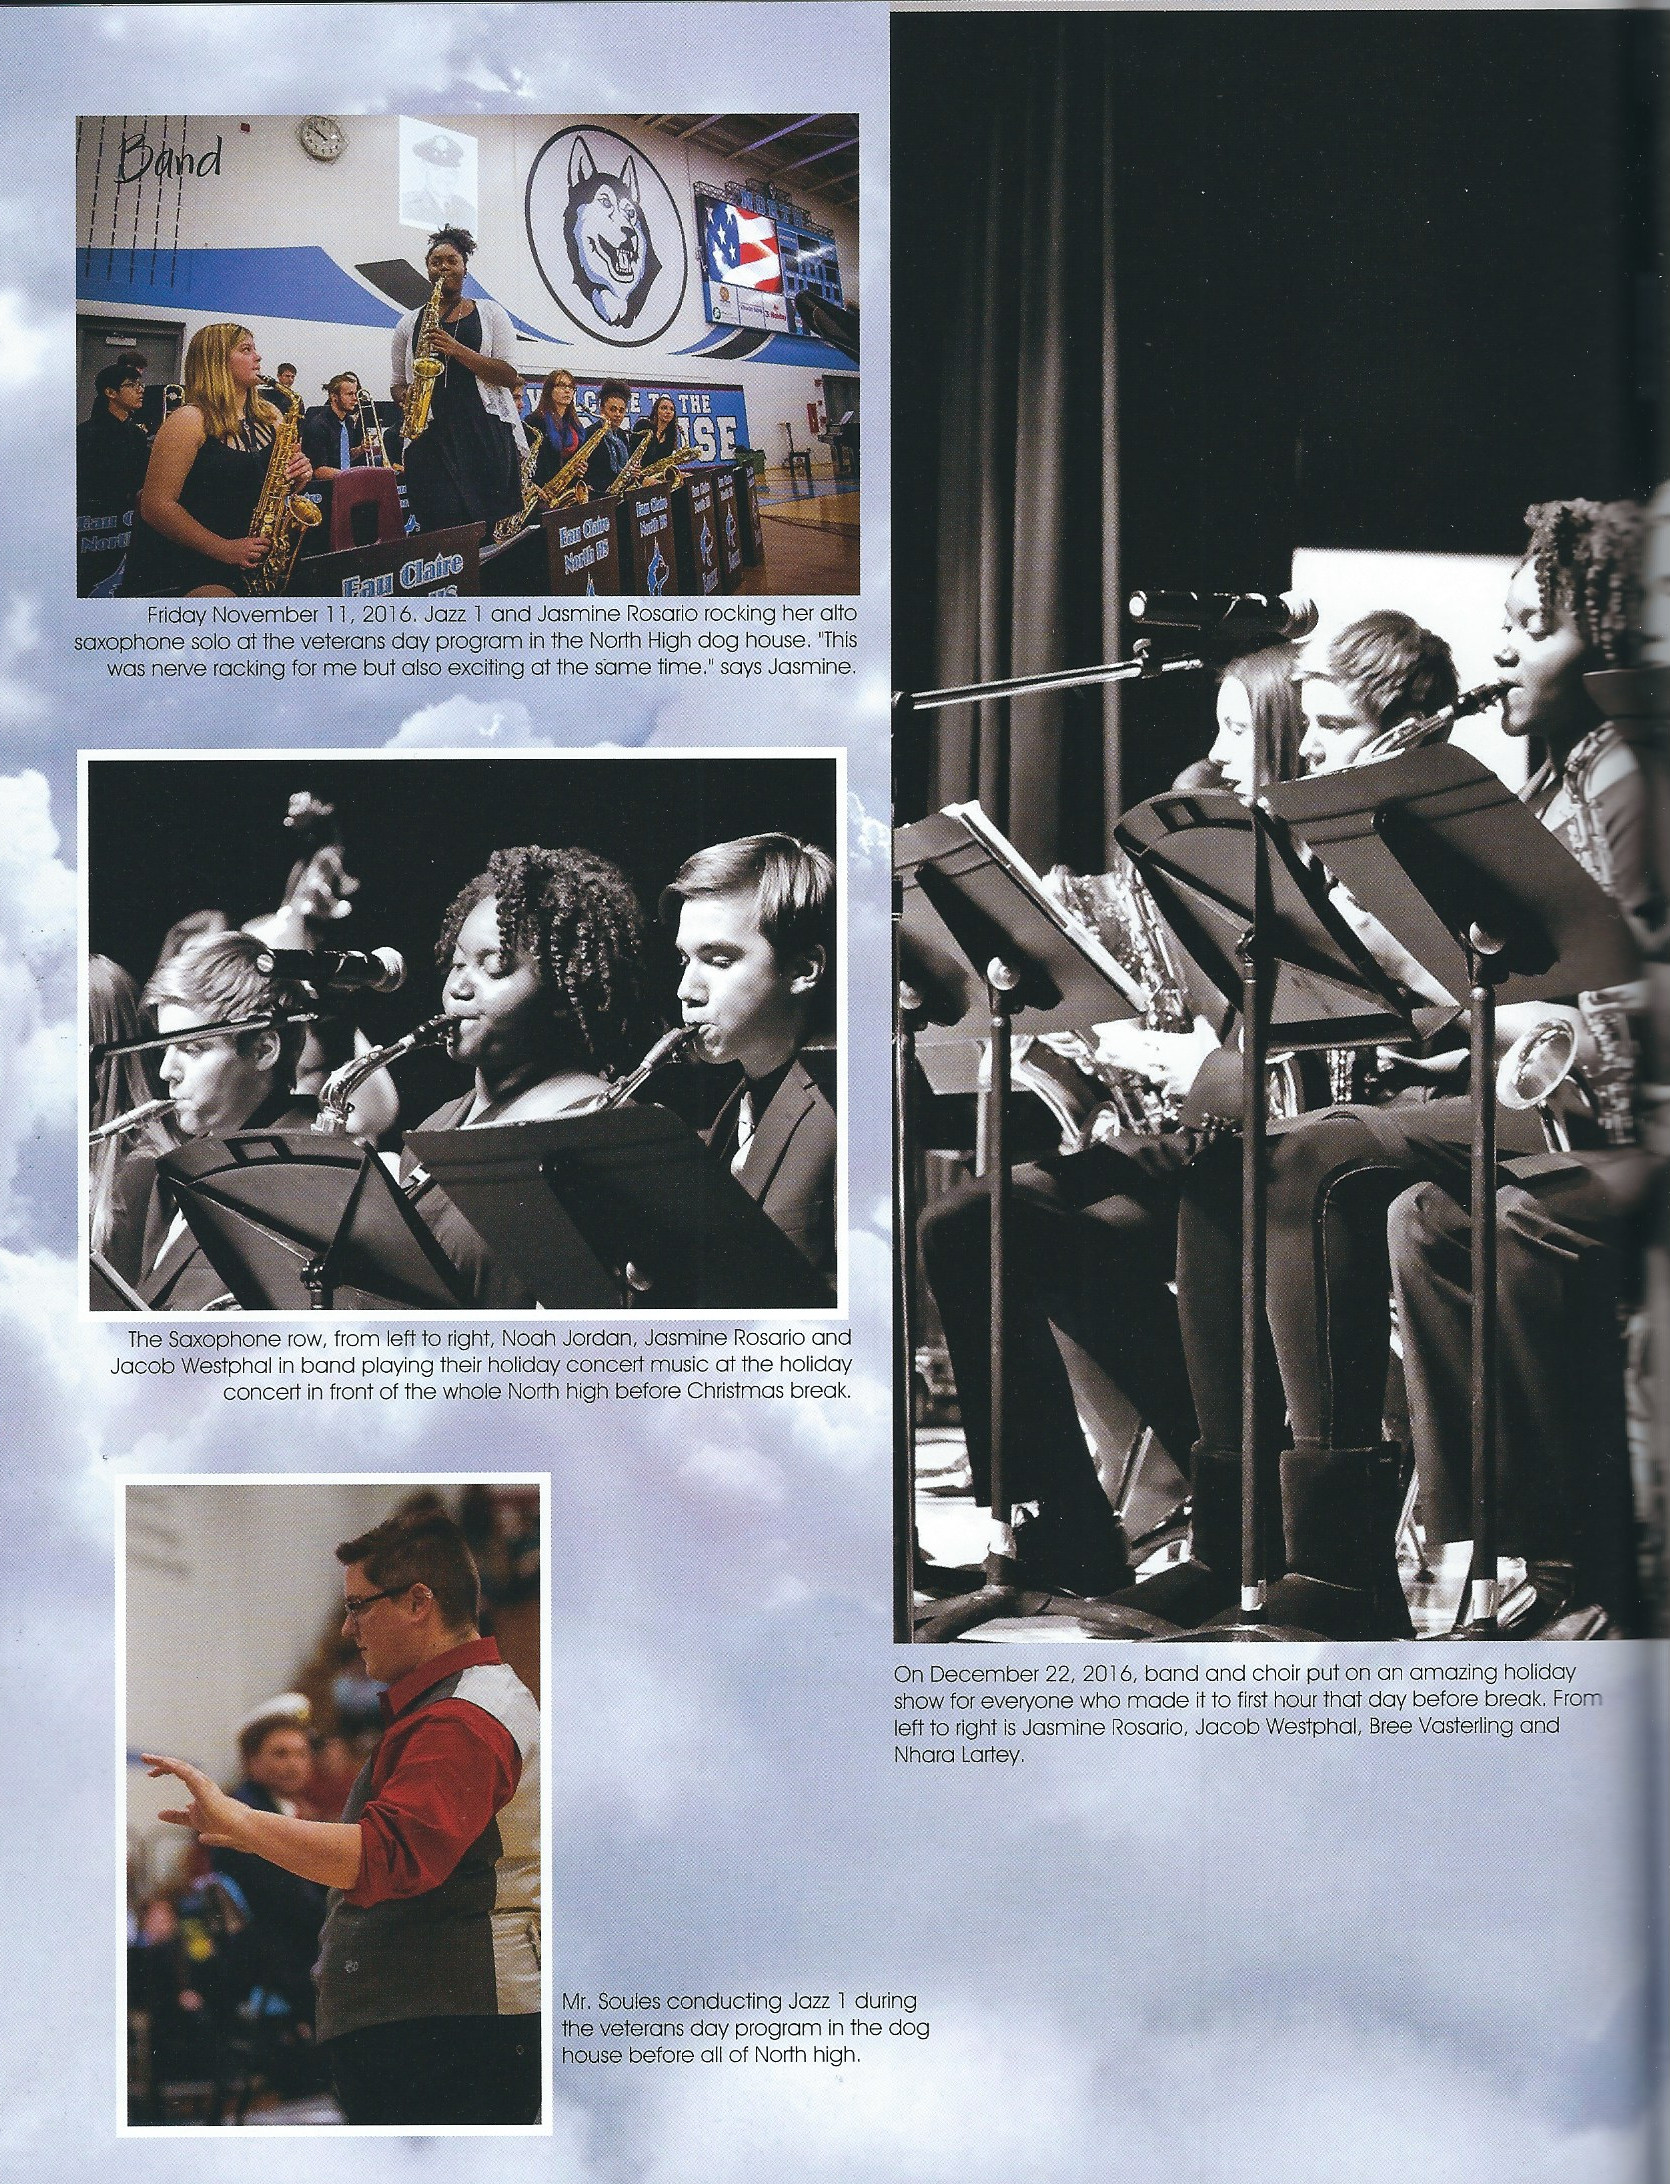 Band
NORTH
WELCOME TO THE
Eau Claire
North HS
Eau Claire
North HS
Eau Claire
Friday November 11, 2016. Jazz 1 and Jasmine Rosario rocking her alto
saxophone solo at the veterans day program in the North High dog house. "This
was nerve racking for me but also exciting at the same time." says Jasmine.
The Saxophone row, from left to right, Noah Jordan, Jasmine Rosario and
Jacob Westphal in band playing their holiday concert music at the holiday
concert in front of the whole North high before Christmas break.
On December 22, 2016, band and choir put on an amazing holiday
show for everyone who made it to first hour that day before break. From
left to right is Jasmine Rosario, Jacob Westphal, Bree Vasterling and
Nhara Lartey.
Mr. Soules conducting Jazz 1 during
the veterans day program in the dog
house before all of North high.